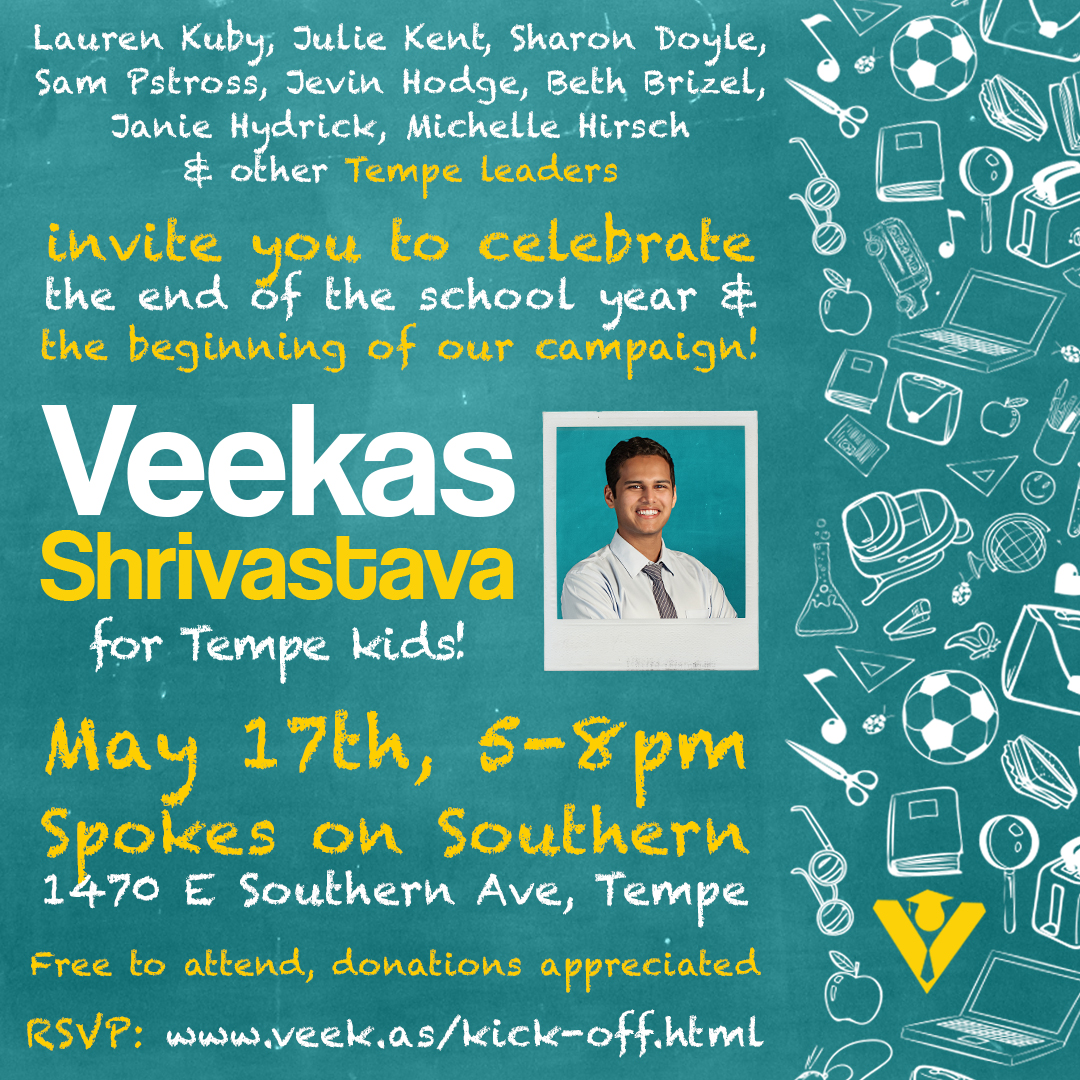 Lauren Kuby, Julie Kent, Sharon Doyle,
Sam Pstross, Jevin Hodge, Beth Brizel,
Janie Hydrick, Michelle Hirsch
& other Tempe leaders
invite you to celebrate
the end of the school year &
the beginning of our campaign!
Veekas
Shrivastava
for Tempe kids!
May 17th, 5-8pm
Spokes on Southern
1470 E Southern Ave, Tempe
Free to attend, donations appreciated
RSVP: www.veek.as/kick-off.html